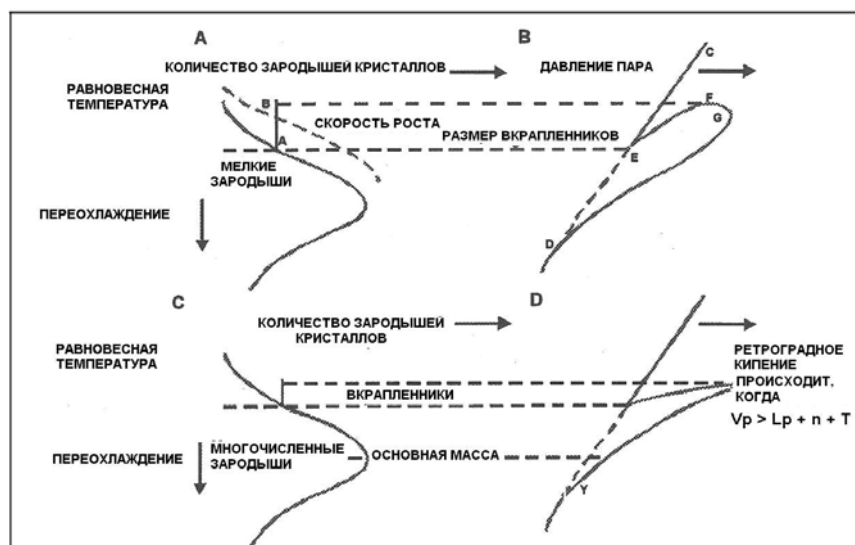 A
B
КОЛИЧЕСТВО ЗАРОДЫШЕЙ КРИСТАЛЛОВ
ДАВЛЕНИЕ ПАРА
C
РАВНОВЕСНАЯ
ТЕМПЕРАТУРА
B
F
СКОРОСТЬ РОСТА
G
РАЗМЕР ВКРАПЛЕННИКОВ
A
E
МЕЛКИЕ
ЗАРОДЫШИ
ПЕРЕОХЛАЖДЕНИЕ
D
C
D
КОЛИЧЕСТВО ЗАРОДЫШЕЙ
КРИСТАЛЛОВ
РАВНОВЕСНАЯ
ТЕМПЕРАТУРА
РЕТРОГРАДНОЕ
КИПЕНИЕ
ПРОИСХОДИТ,
КОГДА
Vp > Lp + n + T
ВКРАПЛЕННИКИ
ПЕРЕОХЛАЖДЕНИЕ
МНОГОЧИСЛЕННЫЕ
ЗАРОДЫШИ
ОСНОВНАЯ МАССА
Y